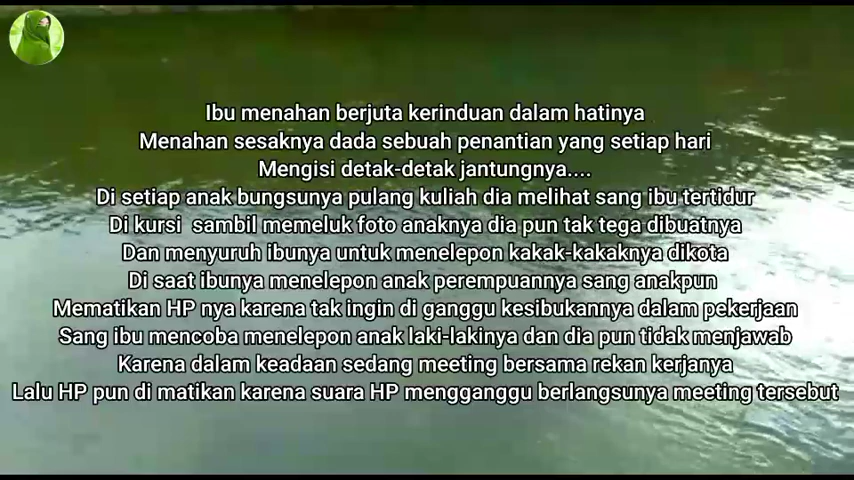 Ibu menahan berjuta kerinduan dalam hatinya
Menahan sesaknya dada sebuah penantian yang setiap hari
Mengisi detak-detak jantungnya....
Di setiap anak bungsunya pulang kuliah dia melihat sang ibu tertidur
Di kursi sambil memeluk foto anaknya dia pun tak tega dibuatnya
Dan menyuruh ibunya untuk menelepon kakak-kakaknya dikota
Di saat ibunya menelepon anak perempuannya sang anakpun
Mematikan HP nya karena tak ingin di ganggu kesibukannya dalam pekerjaan
Sang ibu mencoba menelepon anak laki-lakinya dan dia pun tidak menjawab
Karena dalam keadaan sedang meeting bersama rekan kerjanya
Lalu HP pun di matikan karena suara HP mengganggu berlangsunya meeting tersebut